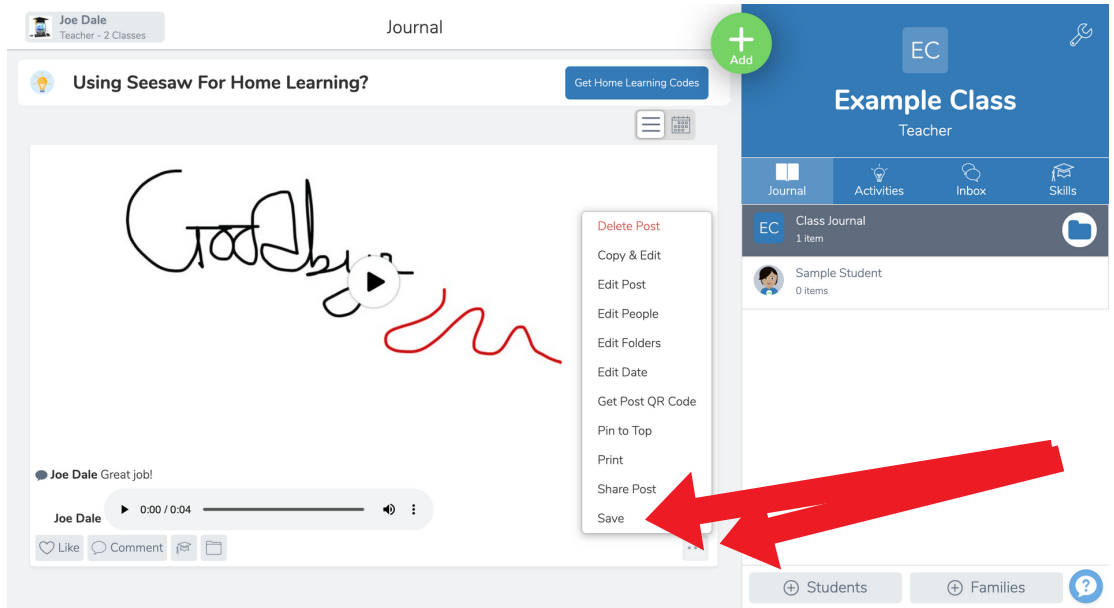 Joe Dale
Teacher - 2 Classes
Journal
Add
Using Seesaw For Home Learning?
Get Home Learning Codes
Goodbye
Delete Post
Copy & Edit
Edit Post
Edit People
Edit Folders
Edit Date
Get Post QR Code
Pin to Top
Print
Share Post
Save
Joe Dale Great job!
Joe Dale
0:00 / 0:04
Like
Comment
EC
Example Class
Teacher
Journal
Activities
Inbox
Skills
EC
Class Journal
1 item
Sample Student
0 items
Students
Families
?